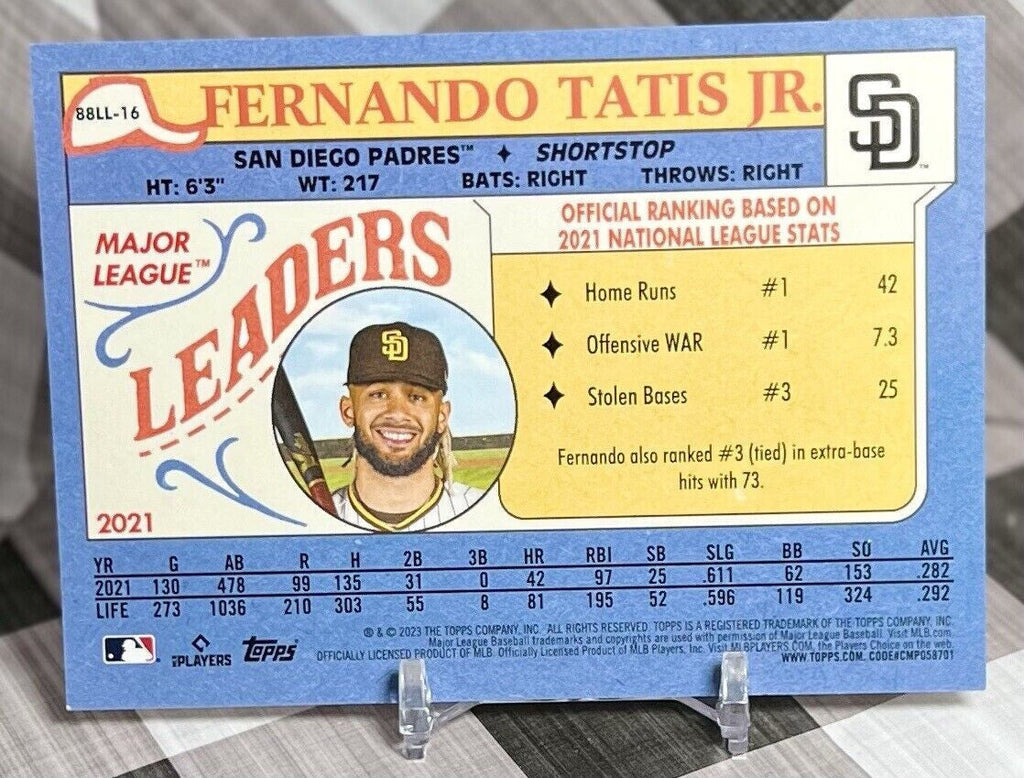 88LL-16
FERNANDO TATIS JR.
SD™
SAN DIEGO PADRES™ ✦ SHORTSTOP
HT: 6'3" WT: 217 BATS: RIGHT THROWS: RIGHT
MAJOR
LEAGUE™
LEADERS
2021
SD
OFFICIAL RANKING BASED ON
2021 NATIONAL LEAGUE STATS
✦ Home Runs #1 42
✦ Offensive WAR #1 7.3
✦ Stolen Bases #3 25
Fernando also ranked #3 (tied) in extra-base
hits with 73.
YR G AB R H 2B 3B HR RBI SB SLG BB SO AVG
2021 130 478 99 135 31 0 42 97 25 .611 62 153 .282
LIFE 273 1036 210 303 55 8 81 195 52 .596 119 324 .292
® & © 2023 THE TOPPS COMPANY, INC. ALL RIGHTS RESERVED. TOPPS IS A REGISTERED TRADEMARK OF THE TOPPS COMPANY, INC.
Major League Baseball trademarks and copyrights are used with permission of Major League Baseball. Visit MLB.com
OFFICIALLY LICENSED PRODUCT OF MLB. Officially Licensed Product of MLB Players, Inc. Visit MLBPLAYERS.COM, the Players Choice on the web.
WWW.TOPPS.COM. CODE#CMP058701
PLAYERS
Topps